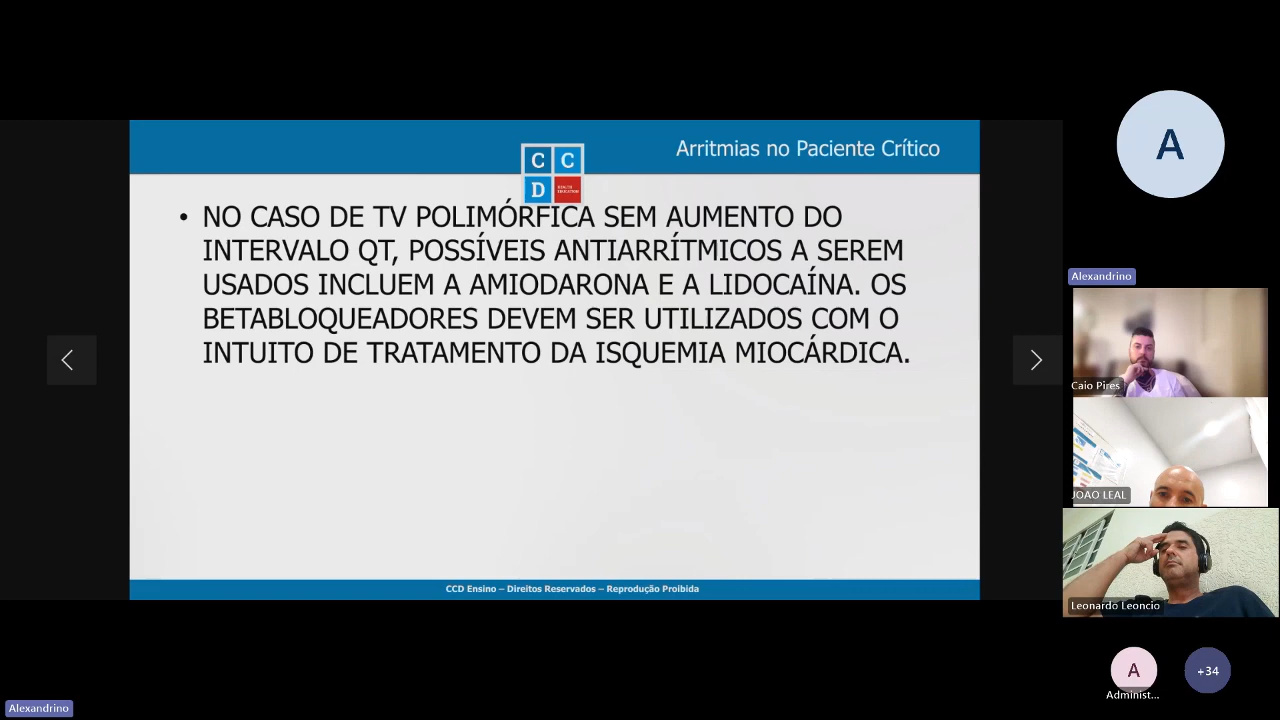 Arritmias no Paciente Crítico
C C
D HEALTH EDUCATION
• NO CASO DE TV POLIMÓRFICA SEM AUMENTO DO
INTERVALO QT, POSSÍVEIS ANTIARRÍTMICOS A SEREM
USADOS INCLUEM A AMIODARONA E A LIDOCAÍNA. OS
BETABLOQUEADORES DEVEM SER UTILIZADOS COM O
INTUITO DE TRATAMENTO DA ISQUEMIA MIOCÁRDICA.
CCD Ensino – Direitos Reservados – Reprodução Proibida
A
Alexandrino
Caio Pires
JOAO LEAL
Leonardo Leoncio
A
+34
Administ...
Alexandrino